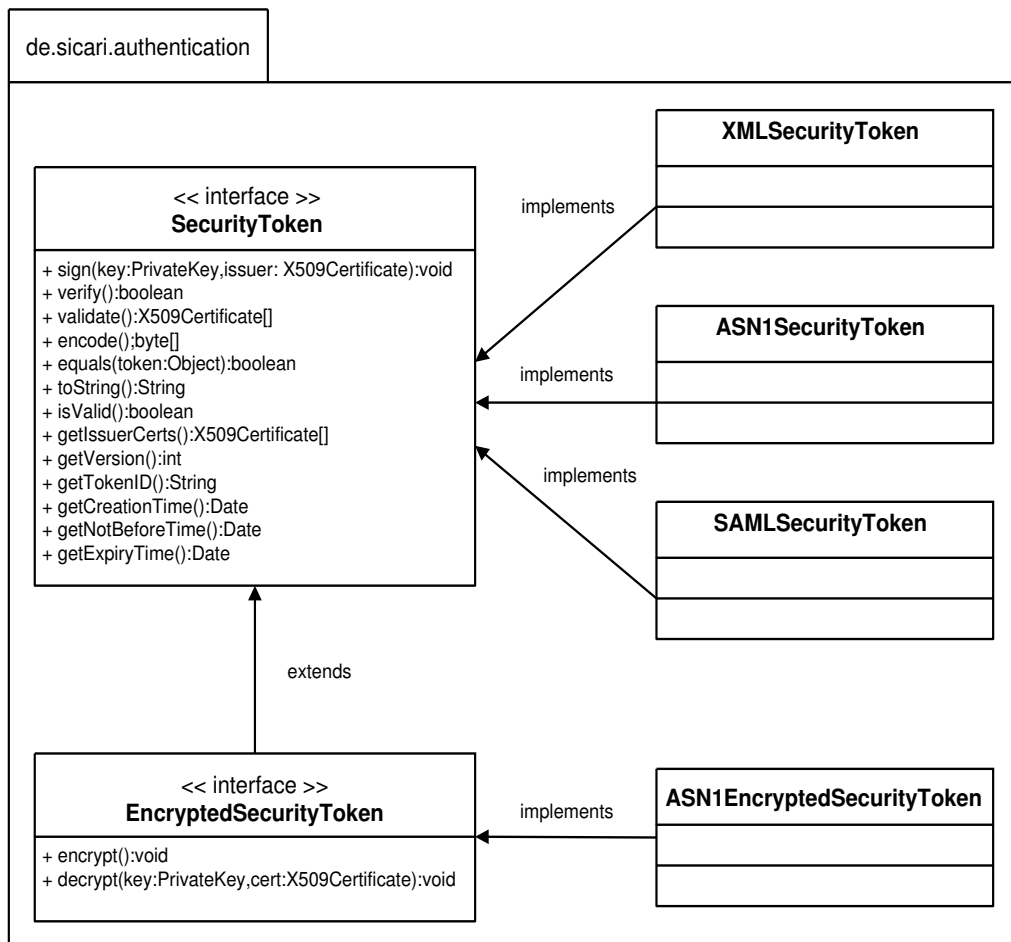 de.sicari.authentication
<< interface >>
SecurityToken
+ sign(key:PrivateKey,issuer: X509Certificate):void
+ verify():boolean
+ validate():X509Certificate[]
+ encode();byte[]
+ equals(token:Object):boolean
+ toString():String
+ isValid():boolean
+ getIssuerCerts():X509Certificate[]
+ getVersion():int
+ getTokenID():String
+ getCreationTime():Date
+ getNotBeforeTime():Date
+ getExpiryTime():Date
implements
XMLSecurityToken
implements
ASN1SecurityToken
implements
SAMLSecurityToken
extends
<< interface >>
EncryptedSecurityToken
+ encrypt():void
+ decrypt(key:PrivateKey,cert:X509Certificate):void
implements
ASN1EncryptedSecurityToken